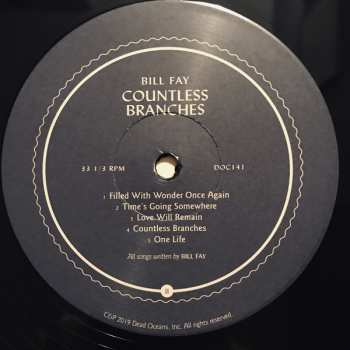 BILL FAY
COUNTLESS
BRANCHES
33 1/3 RPM DOC141
1 Filled With Wonder Once Again
2 Time's Going Somewhere
3 Love Will Remain
4 Countless Branches
5 One Life
All songs written by BILL FAY
C℗ 2019 Dead Oceans, Inc. All rights reserved.